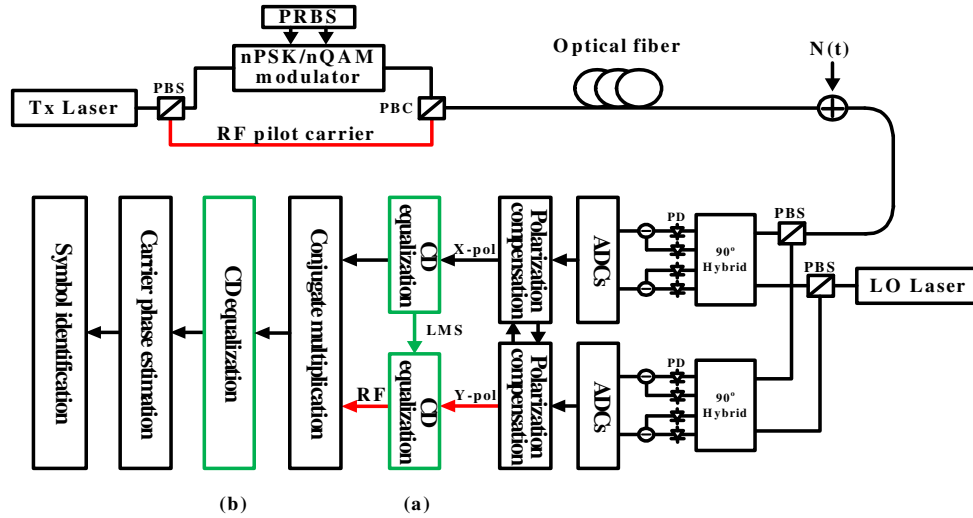 PRBS
nPSK/nQAM
modulator
Optical fiber
N(t)
PBS
Tx Laser
PBC
RF pilot carrier
Symbol identification
Carrier phase estimation
CD equalization
Conjugate multiplication
CD
equalization
X-pol
Polarization
compensation
ADCs
PD
90°
Hybrid
PBS
PBS
LO Laser
LMS
RF
CD
equalization
Y-pol
Polarization
compensation
ADCs
PD
90°
Hybrid
(b)
(a)